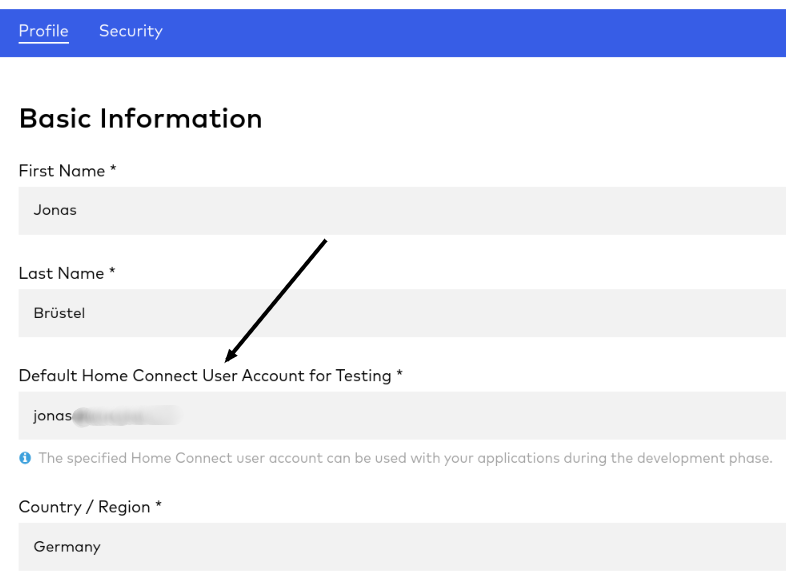 Profile Security
Basic Information
First Name *
Jonas
Last Name *
Brüstel
Default Home Connect User Account for Testing *
jonas
The specified Home Connect user account can be used with your applications during the development phase.
Country / Region *
Germany